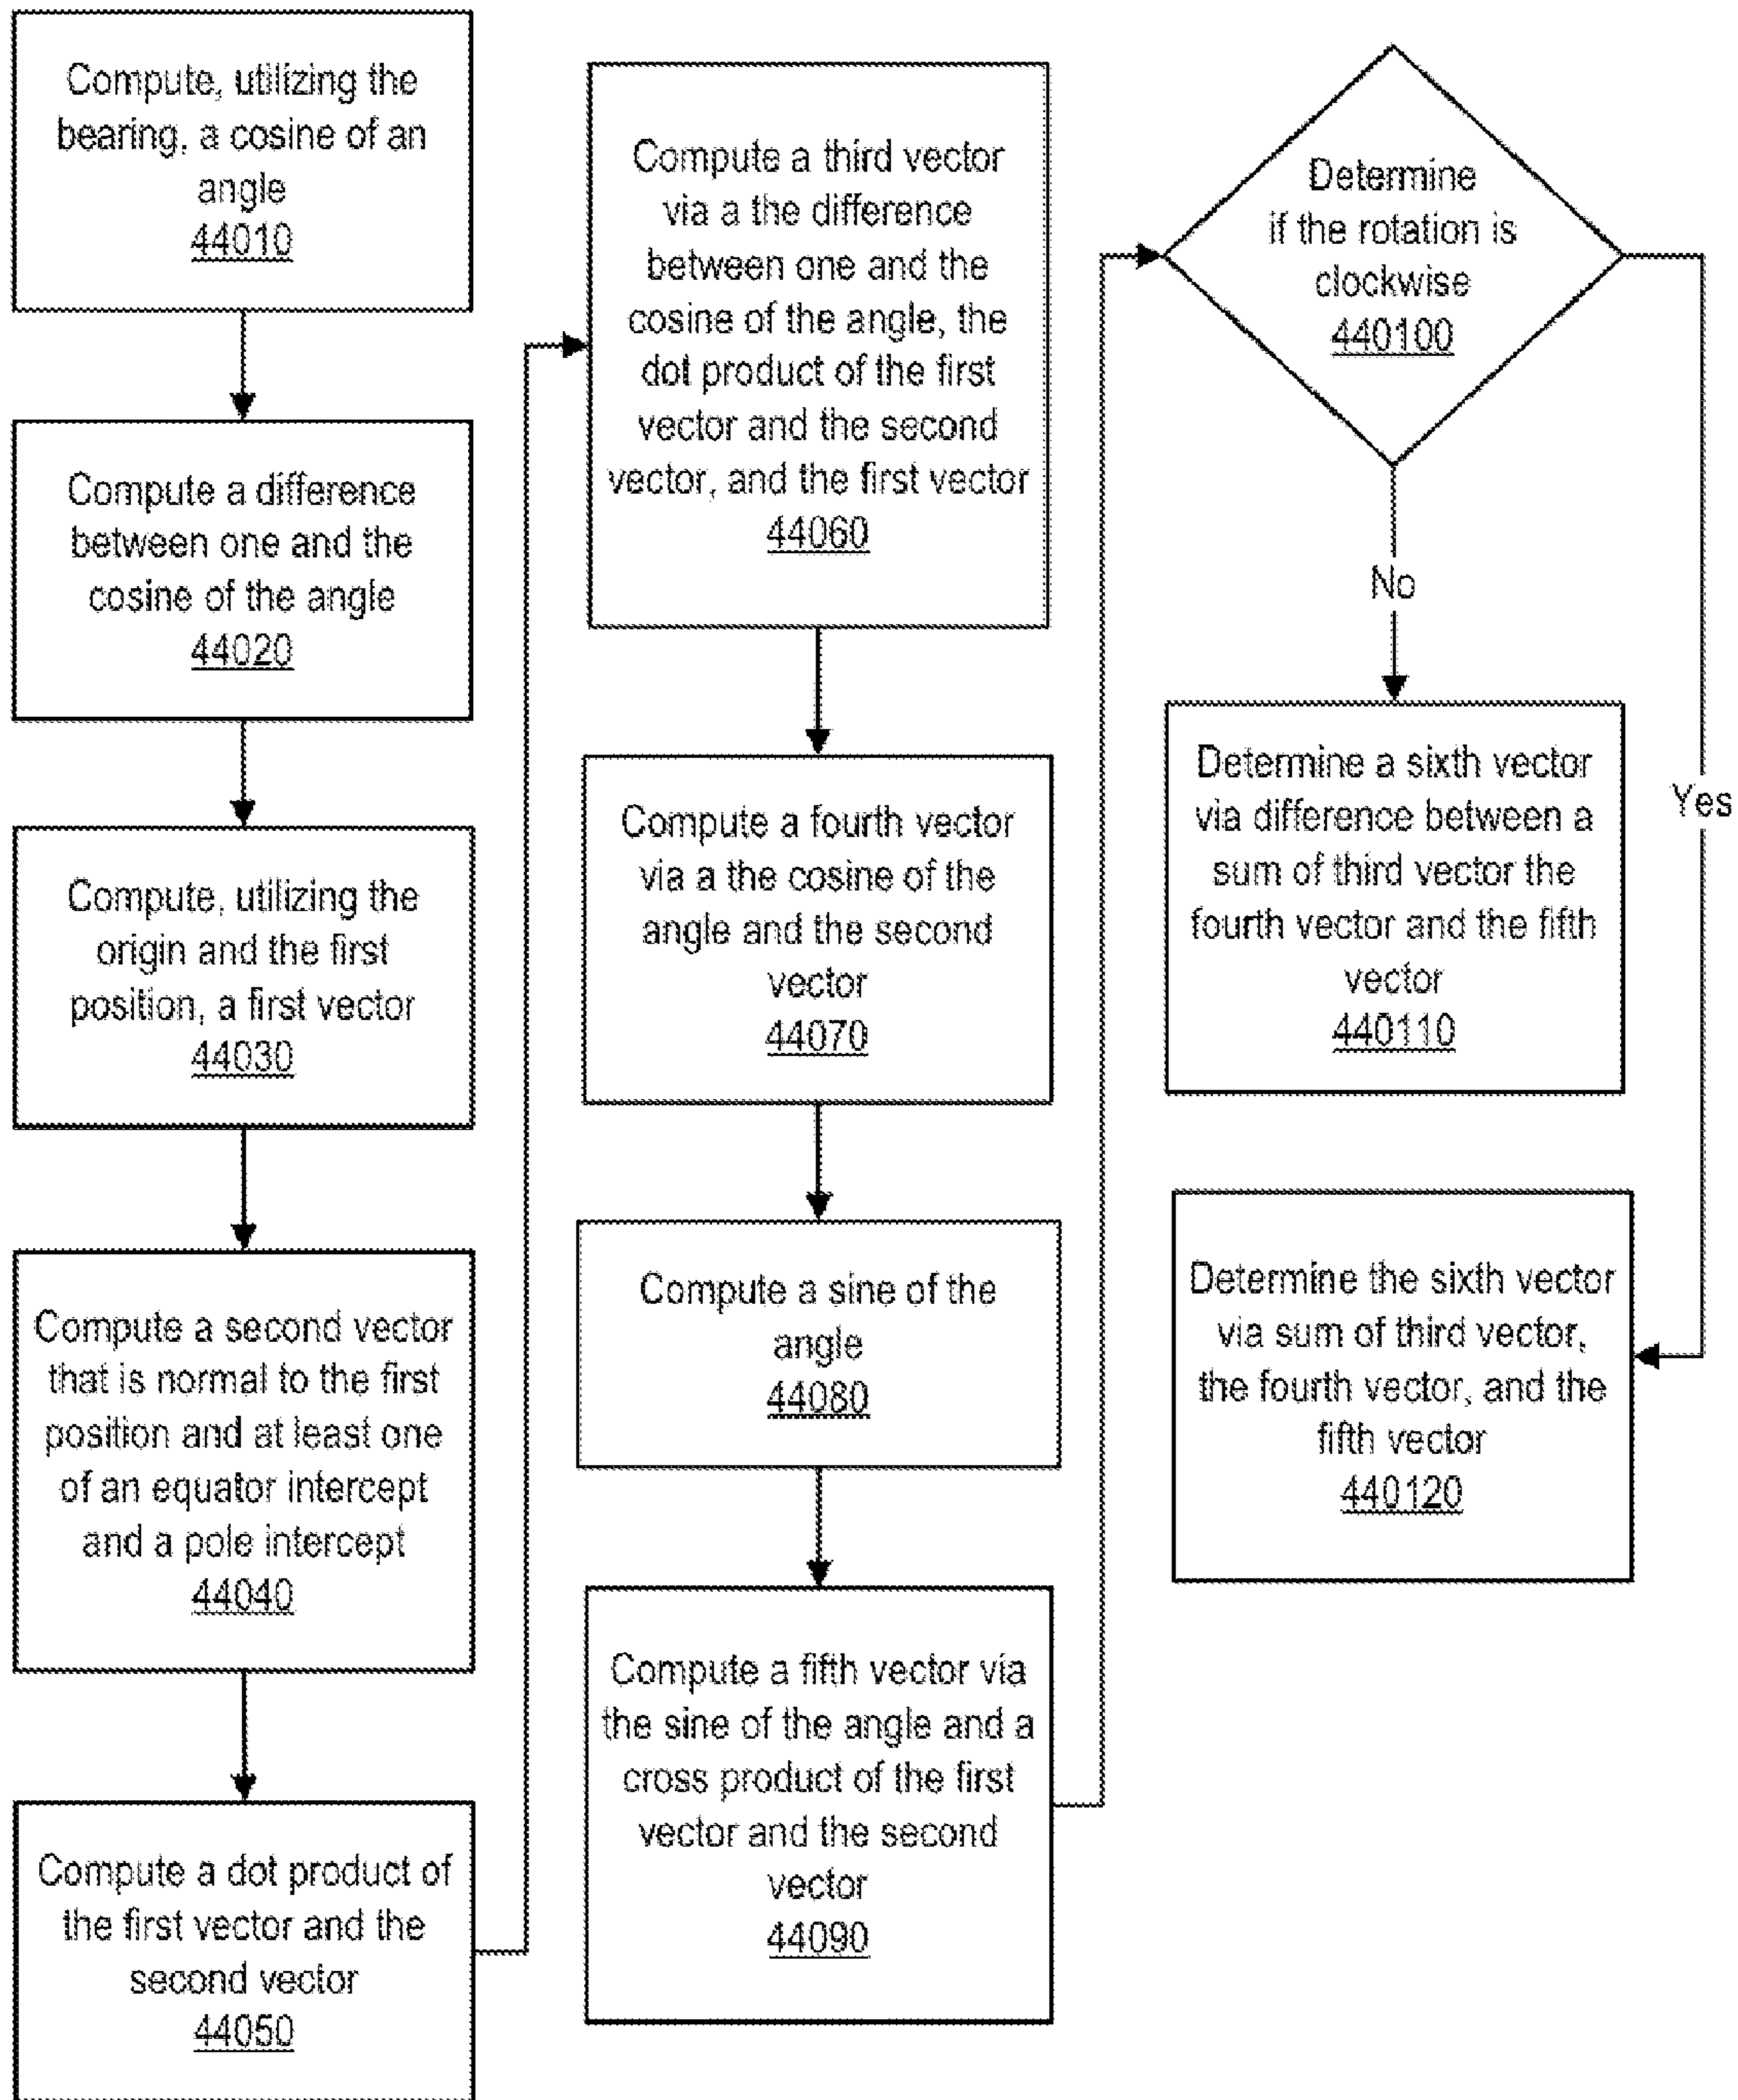 Compute, utilizing the
bearing, a cosine of an
angle
44010
Compute a difference
between one and the
cosine of the angle
44020
Compute, utilizing the
origin and the first
position, a first vector
44030
Compute a second vector
that is normal to the first
position and at least one
of an equator intercept
and a pole intercept
44040
Compute a dot product of
the first vector and the
second vector
44050
Compute a third vector
via a the difference
between one and the
cosine of the angle, the
dot product of the first
vector and the second
vector, and the first vector
44060
Compute a fourth vector
via a the cosine of the
angle and the second
vector
44070
Compute a sine of the
angle
44080
Compute a fifth vector via
the sine of the angle and a
cross product of the first
vector and the second
vector
44090
Determine
if the rotation is
clockwise
440100
No
Yes
Determine a sixth vector
via difference between a
sum of third vector the
fourth vector and the fifth
vector
440110
Determine the sixth vector
via sum of third vector,
the fourth vector, and the
fifth vector
440120